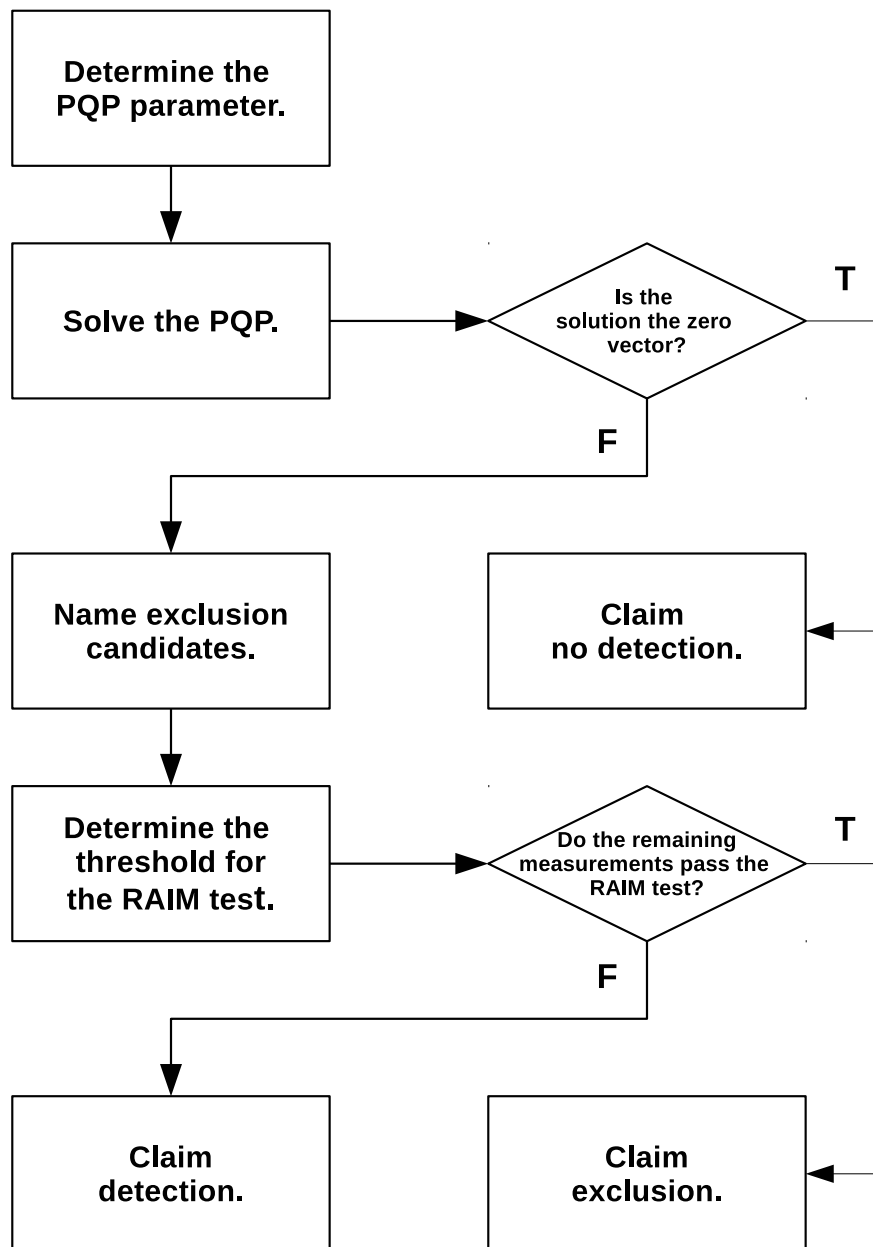 Determine the
PQP parameter.
Solve the PQP.
Is the
solution the zero
vector?
T
F
Name exclusion
candidates.
Claim
no detection.
Determine the
threshold for
the RAIM test.
Do the remaining
measurements pass the
RAIM test?
T
F
Claim
detection.
Claim
exclusion.